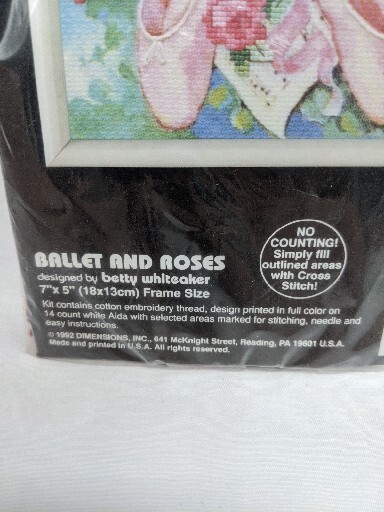 BALLET AND ROSES
designed by betty whiteaker
7"x 5" (18x13cm) Frame Size
Kit contains cotton embroidery thread, design printed in full color on
14 count white Aida with selected areas marked for stitching, needle and
easy instructions.
© 1992 DIMENSIONS, INC., 641 McKnight Street, Reading, PA 19601 U.S.A.
Made and printed in U.S.A. All rights reserved.
NO
COUNTING!
Simply fill
outlined areas
with Cross
Stitch!